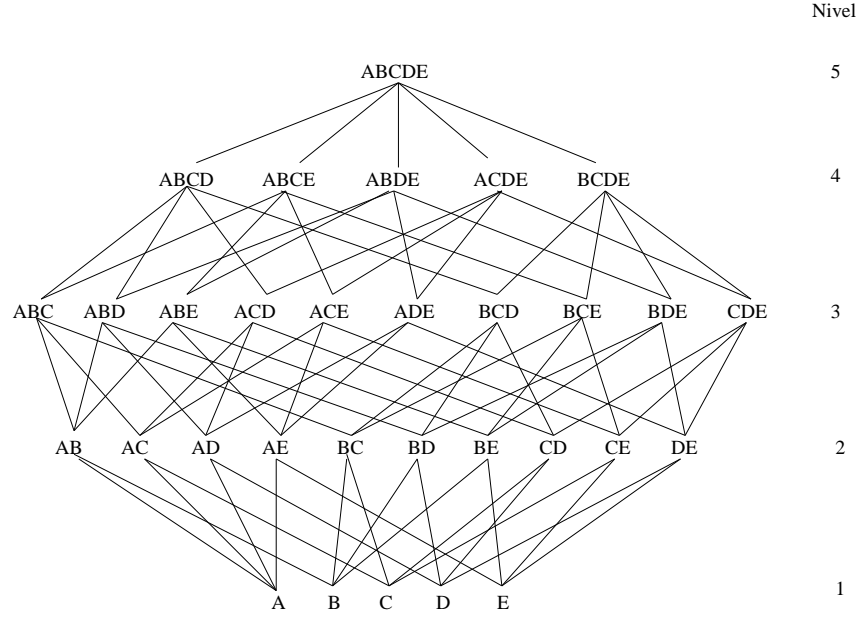 Nivel
ABCDE 5
ABCD ABCE ABDE ACDE BCDE 4
ABC ABD ABE ACD ACE ADE BCD BCE BDE CDE 3
AB AC AD AE BC BD BE CD CE DE 2
A B C D E 1